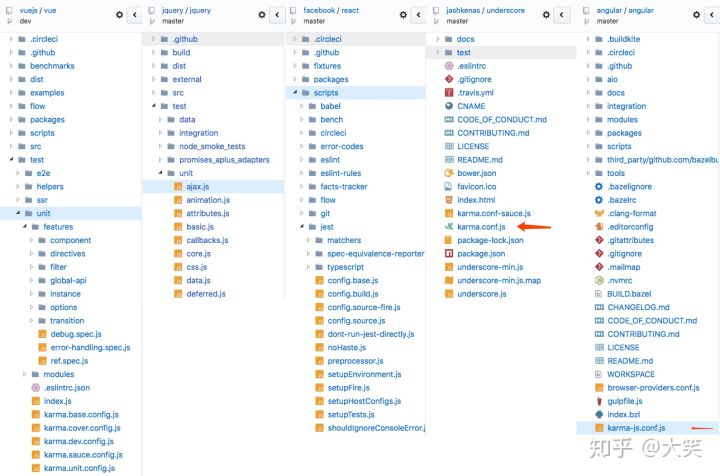 vuejs / vue
dev
.circleci
.github
benchmarks
dist
examples
flow
packages
scripts
src
test
e2e
helpers
ssr
unit
features
component
directives
filter
global-api
instance
options
transition
debug.spec.js
error-handling.spec.js
ref.spec.js
modules
.eslintrc.json
index.js
karma.base.config.js
karma.cover.config.js
karma.dev.config.js
karma.sauce.config.js
karma.unit.config.js
jquery / jquery
master
.github
build
dist
external
src
test
data
integration
node_smoke_tests
promises_aplus_adapters
unit
ajax.js
animation.js
attributes.js
basic.js
callbacks.js
core.js
css.js
data.js
deferred.js
facebook / react
master
.circleci
.github
fixtures
packages
scripts
babel
bench
circleci
error-codes
eslint
eslint-rules
facts-tracker
flow
git
jest
matchers
spec-equivalence-reporter
typescript
config.base.js
config.build.js
config.source-fire.js
config.source.js
dont-run-jest-directly.js
noHaste.js
preprocessor.js
setupEnvironment.js
setupFire.js
setupHostConfigs.js
setupTests.js
shouldIgnoreConsoleError.j
jashkenas / underscore
master
docs
test
.eslintrc
.gitignore
.travis.yml
CNAME
CODE_OF_CONDUCT.md
CONTRIBUTING.md
LICENSE
README.md
bower.json
favicon.ico
index.html
karma.conf-sauce.js
karma.conf.js
package-lock.json
package.json
underscore-min.js
underscore-min.js.map
underscore.js
angular / angular
master
.buildkite
.circleci
.github
aio
docs
integration
modules
packages
scripts
third_party/github.com/bazelbu
tools
.bazelignore
.bazelrc
.clang-format
.editorconfig
.gitattributes
.gitignore
.mailmap
.nvmrc
BUILD.bazel
CHANGELOG.md
CODE_OF_CONDUCT.md
CONTRIBUTING.md
LICENSE
README.md
WORKSPACE
browser-providers.conf.js
gulpfile.js
index.bzl
karma-js.conf.js
知乎 @大笑